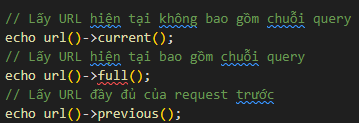 // Lấy URL hiện tại không bao gồm chuỗi query
echo url()->current();
// Lấy URL hiện tại bao gồm chuỗi query
echo url()->full();
// Lấy URL đầy đủ của request trước
echo url()->previous();